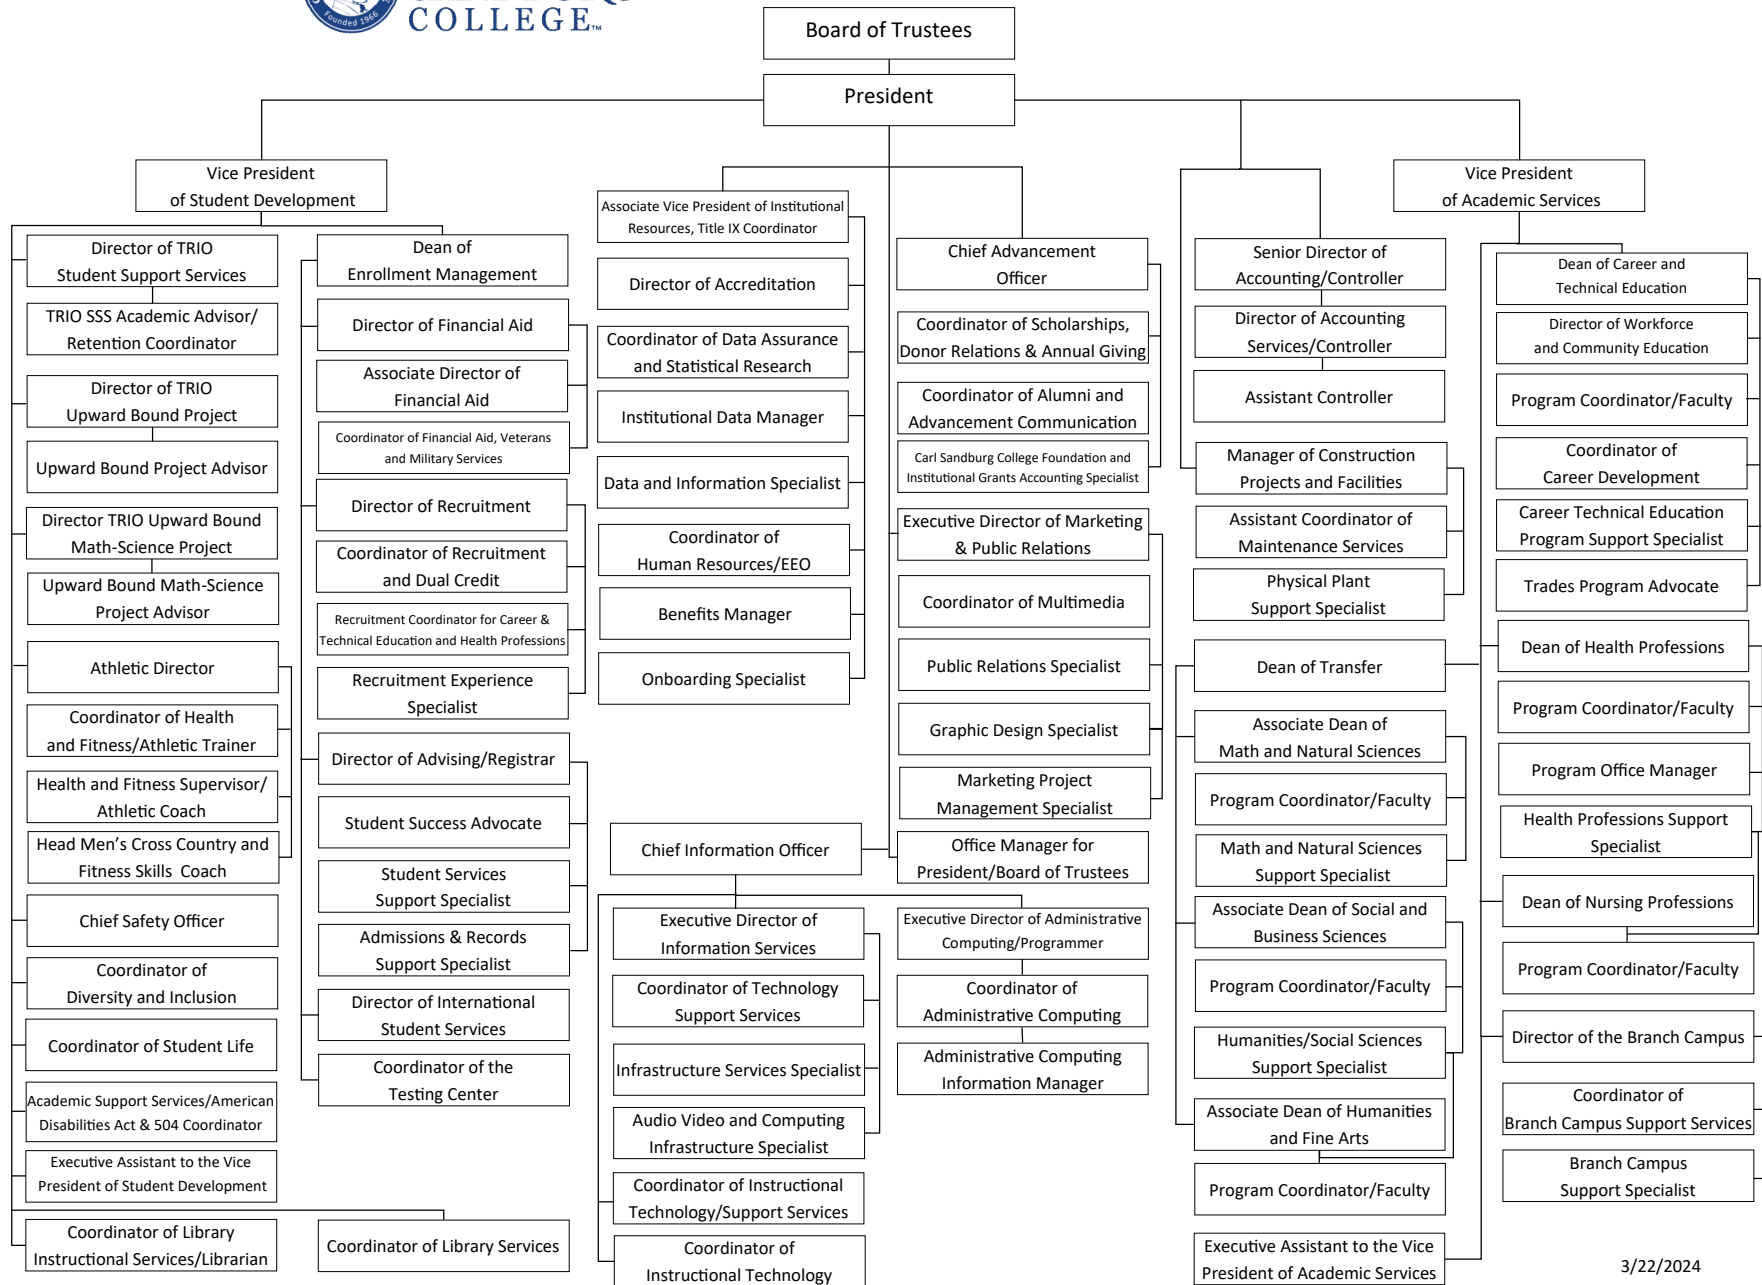 Founded 1966
COLLEGE™
Board of Trustees
President
Vice President
of Student Development
Director of TRIO
Student Support Services
TRIO SSS Academic Advisor/
Retention Coordinator
Director of TRIO
Upward Bound Project
Upward Bound Project Advisor
Director TRIO Upward Bound
Math-Science Project
Upward Bound Math-Science
Project Advisor
Athletic Director
Coordinator of Health
and Fitness/Athletic Trainer
Health and Fitness Supervisor/
Athletic Coach
Head Men's Cross Country and
Fitness Skills Coach
Chief Safety Officer
Coordinator of
Diversity and Inclusion
Coordinator of Student Life
Academic Support Services/American
Disabilities Act & 504 Coordinator
Executive Assistant to the Vice
President of Student Development
Coordinator of Library
Instructional Services/Librarian
Dean of
Enrollment Management
Director of Financial Aid
Associate Director of
Financial Aid
Coordinator of Financial Aid, Veterans
and Military Services
Director of Recruitment
Coordinator of Recruitment
and Dual Credit
Recruitment Coordinator for Career &
Technical Education and Health Professions
Recruitment Experience
Specialist
Director of Advising/Registrar
Student Success Advocate
Student Services
Support Specialist
Admissions & Records
Support Specialist
Director of International
Student Services
Coordinator of the
Testing Center
Coordinator of Library Services
Associate Vice President of Institutional
Resources, Title IX Coordinator
Director of Accreditation
Coordinator of Data Assurance
and Statistical Research
Institutional Data Manager
Data and Information Specialist
Coordinator of
Human Resources/EEO
Benefits Manager
Onboarding Specialist
Chief Advancement
Officer
Coordinator of Scholarships,
Donor Relations & Annual Giving
Coordinator of Alumni and
Advancement Communication
Carl Sandburg College Foundation and
Institutional Grants Accounting Specialist
Executive Director of Marketing
& Public Relations
Coordinator of Multimedia
Public Relations Specialist
Graphic Design Specialist
Marketing Project
Management Specialist
Chief Information Officer
Office Manager for
President/Board of Trustees
Executive Director of
Information Services
Coordinator of Technology
Support Services
Infrastructure Services Specialist
Audio Video and Computing
Infrastructure Specialist
Coordinator of Instructional
Technology/Support Services
Coordinator of
Instructional Technology
Executive Director of Administrative
Computing/Programmer
Coordinator of
Administrative Computing
Administrative Computing
Information Manager
Senior Director of
Accounting/Controller
Director of Accounting
Services/Controller
Assistant Controller
Manager of Construction
Projects and Facilities
Assistant Coordinator of
Maintenance Services
Physical Plant
Support Specialist
Vice President
of Academic Services
Dean of Transfer
Associate Dean of
Math and Natural Sciences
Program Coordinator/Faculty
Math and Natural Sciences
Support Specialist
Associate Dean of Social and
Business Sciences
Program Coordinator/Faculty
Humanities/Social Sciences
Support Specialist
Associate Dean of Humanities
and Fine Arts
Program Coordinator/Faculty
Executive Assistant to the Vice
President of Academic Services
Dean of Career and
Technical Education
Director of Workforce
and Community Education
Program Coordinator/Faculty
Coordinator of
Career Development
Career Technical Education
Program Support Specialist
Trades Program Advocate
Dean of Health Professions
Program Coordinator/Faculty
Program Office Manager
Health Professions Support
Specialist
Dean of Nursing Professions
Program Coordinator/Faculty
Director of the Branch Campus
Coordinator of
Branch Campus Support Services
Branch Campus
Support Specialist
3/22/2024